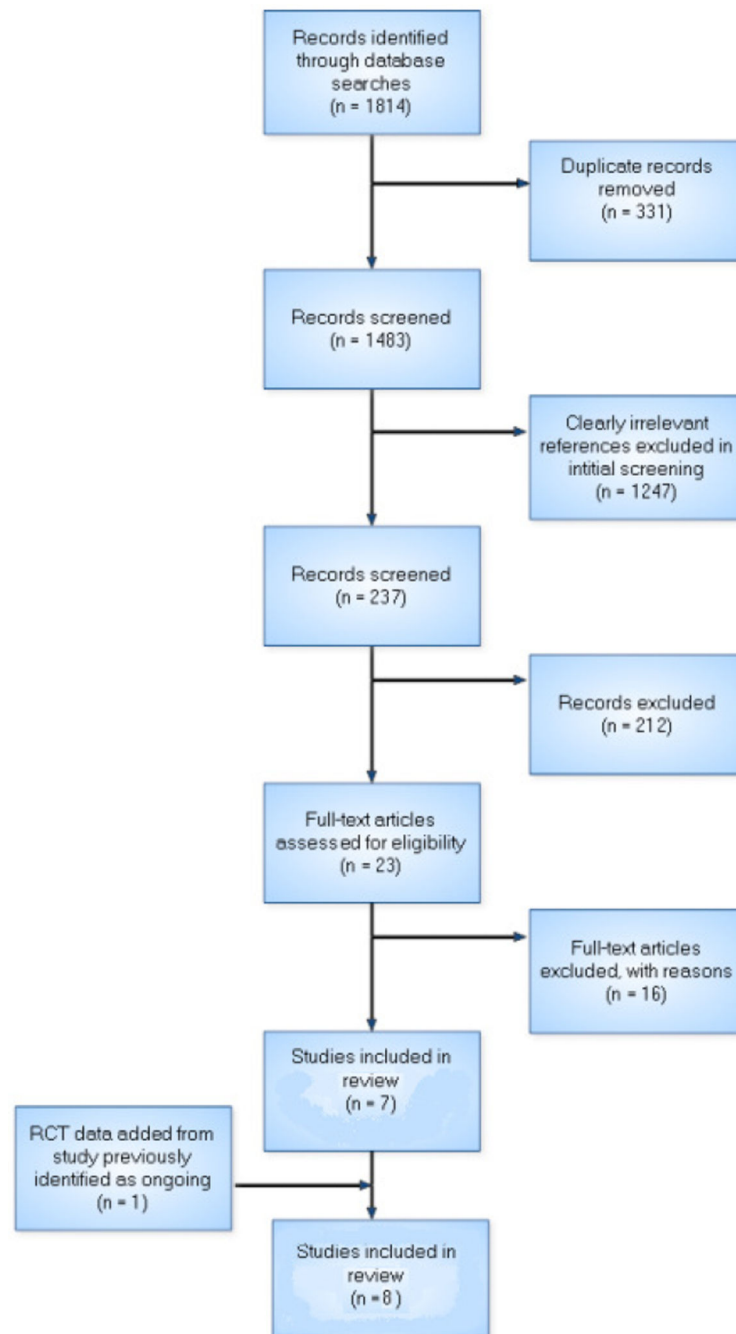 Records identified
through database
searches
(n = 1814)
Duplicate records
removed
(n = 331)
Records screened
(n = 1483)
Clearly irrelevant
references excluded in
intitial screening
(n = 1247)
Records screened
(n = 237)
Records excluded
(n = 212)
Full-text articles
assessed for eligibility
(n = 23)
Full-text articles
excluded, with reasons
(n = 16)
Studies included in
review
(n = 7)
RCT data added from
study previously
identified as ongoing
(n = 1)
Studies included in
review
(n =8 )